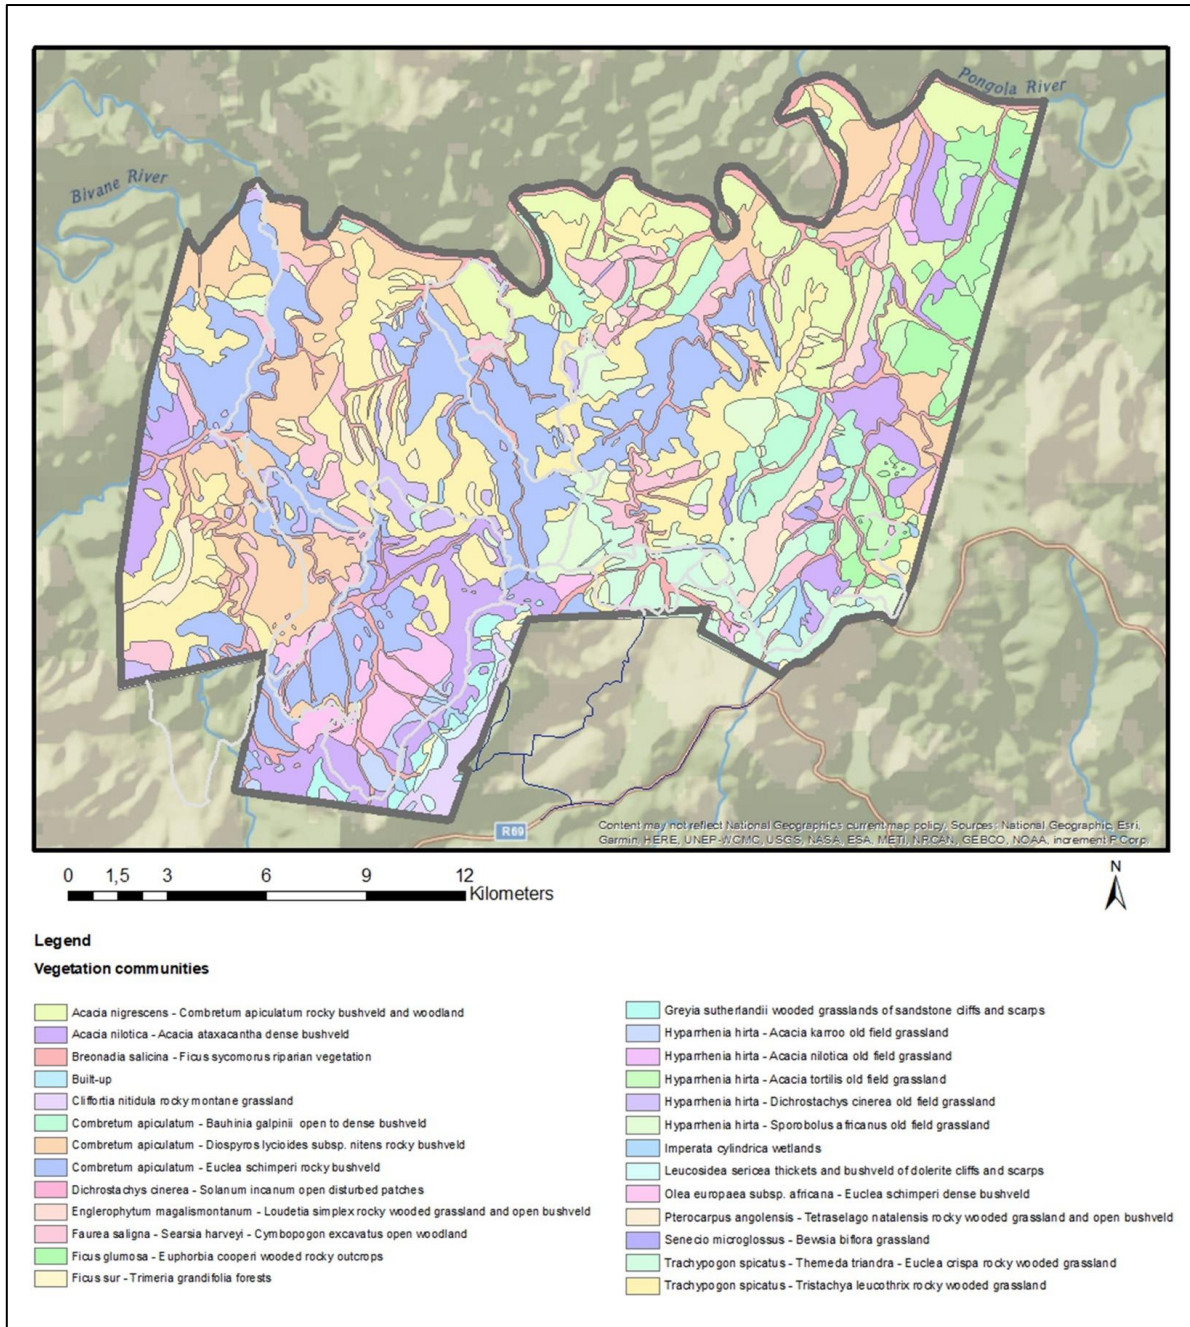 Pongola River
Bivane River
R69
Content may not reflect National Geographic's current map policy. Sources: National Geographic, Esri,
Garmin, HERE, UNEP-WCMC, USGS, NASA, ESA, METI, NRCAN, GEBCO, NOAA, increment P Corp.
0 1,5 3 6 9 12
Kilometers
N
Legend
Vegetation communities
Acacia nigrescens - Combretum apiculatum rocky bushveld and woodland
Acacia nilotica - Acacia ataxacantha dense bushveld
Breonadia salicina - Ficus sycomorus riparian vegetation
Built-up
Cliffortia nitidula rocky montane grassland
Combretum apiculatum - Bauhinia galpinii open to dense bushveld
Combretum apiculatum - Diospyros lycioides subsp. nitens rocky bushveld
Combretum apiculatum - Euclea schimperi rocky bushveld
Dichrostachys cinerea - Solanum incanum open disturbed patches
Englerophytum magalismontanum - Loudetia simplex rocky wooded grassland and open bushveld
Faurea saligna - Searsia harveyi - Cymbopogon excavatus open woodland
Ficus glumosa - Euphorbia cooperi wooded rocky outcrops
Ficus sur - Trimeria grandifolia forests
Greyia sutherlandii wooded grasslands of sandstone cliffs and scarps
Hyparrhenia hirta - Acacia karroo old field grassland
Hyparrhenia hirta - Acacia nilotica old field grassland
Hyparrhenia hirta - Acacia tortilis old field grassland
Hyparrhenia hirta - Dichrostachys cinerea old field grassland
Hyparrhenia hirta - Sporobolus africanus old field grassland
Imperata cylindrica wetlands
Leucosidea sericea thickets and bushveld of dolerite cliffs and scarps
Olea europaea subsp. africana - Euclea schimperi dense bushveld
Pterocarpus angolensis - Tetraselago natalensis rocky wooded grassland and open bushveld
Senecio microglossus - Bewsia biflora grassland
Trachypogon spicatus - Themeda triandra - Euclea crispa rocky wooded grassland
Trachypogon spicatus - Tristachya leucothrix rocky wooded grassland